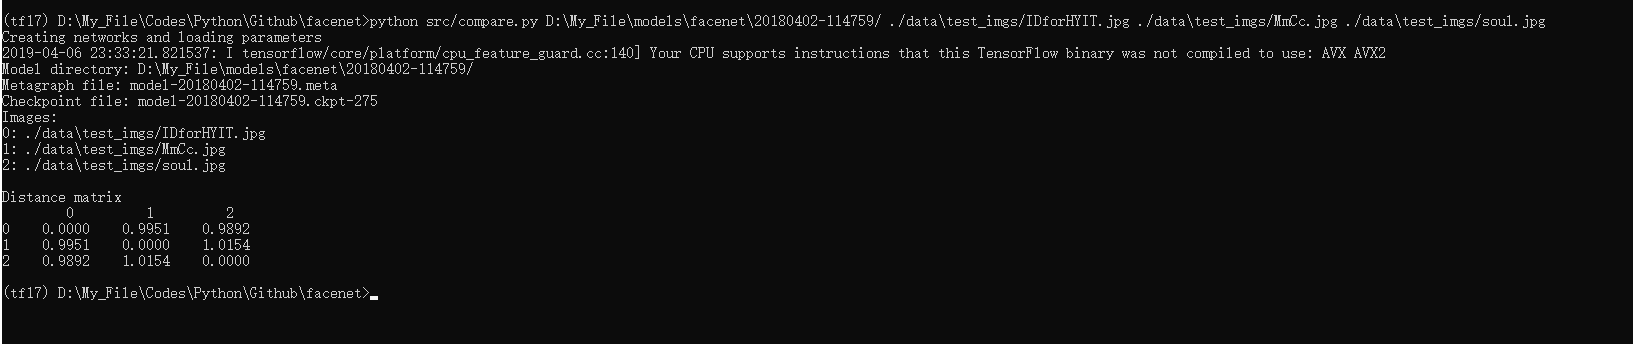 (tf17) D:\My_File\Codes\Python\Github\facenet>python src/compare.py D:\My_File\models\facenet\20180402-114759/ ./data\test_imgs/IDforHYIT.jpg ./data\test_imgs/MmCc.jpg ./data\test_imgs/soul.jpg
Creating networks and loading parameters
2019-04-06 23:33:21.821537: I tensorflow/core/platform/cpu_feature_guard.cc:140] Your CPU supports instructions that this TensorFlow binary was not compiled to use: AVX AVX2
Model directory: D:\My_File\models\facenet\20180402-114759/
Metagraph file: model-20180402-114759.meta
Checkpoint file: model-20180402-114759.ckpt-275
Images:
0: ./data\test_imgs/IDforHYIT.jpg
1: ./data\test_imgs/MmCc.jpg
2: ./data\test_imgs/soul.jpg
Distance matrix
0 1 2
0 0.0000 0.9951 0.9892
1 0.9951 0.0000 1.0154
2 0.9892 1.0154 0.0000
(tf17) D:\My_File\Codes\Python\Github\facenet>